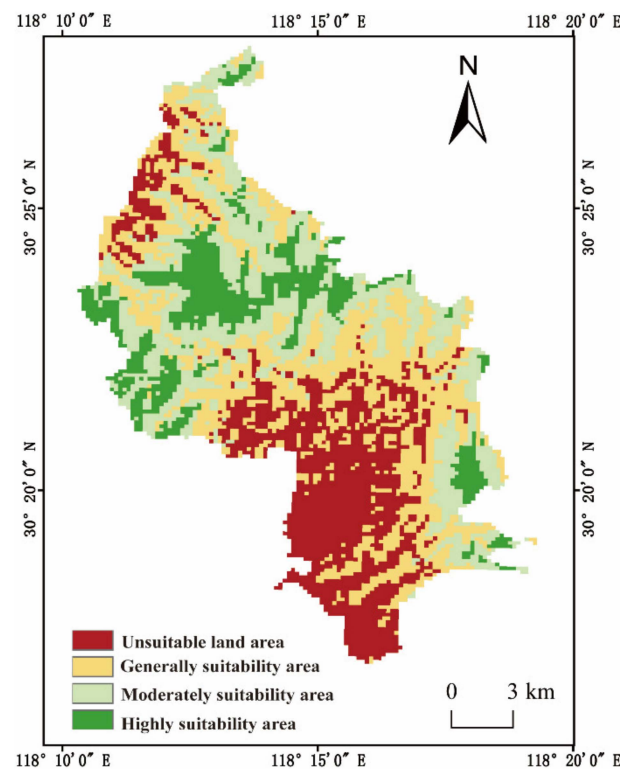 118° 10′ 0″ E 118° 15′ 0″ E 118° 20′ 0″ E
N
30° 25′ 0″ N
30° 25′ 0″ N
30° 20′ 0″ N
30° 20′ 0″ N
Unsuitable land area
Generally suitability area
Moderately suitability area
Highly suitability area
0 3 km
118° 10′ 0″ E 118° 15′ 0″ E 118° 20′ 0″ E